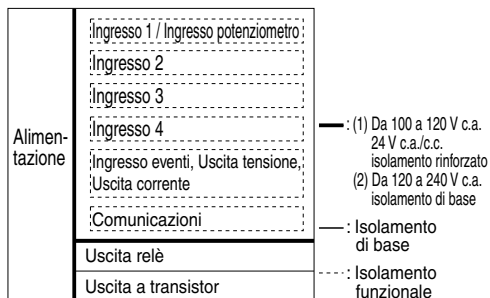 Alimen-
tazione
Ingresso 1 / Ingresso potenziometro
Ingresso 2
Ingresso 3
Ingresso 4
Ingresso eventi, Uscita tensione,
Uscita corrente
Comunicazioni
Uscita relè
Uscita a transistor
: (1) Da 100 a 120 V c.a.
24 V c.a./c.c.
isolamento rinforzato
(2) Da 120 a 240 V c.a.
isolamento di base
: Isolamento
di base
: Isolamento
funzionale